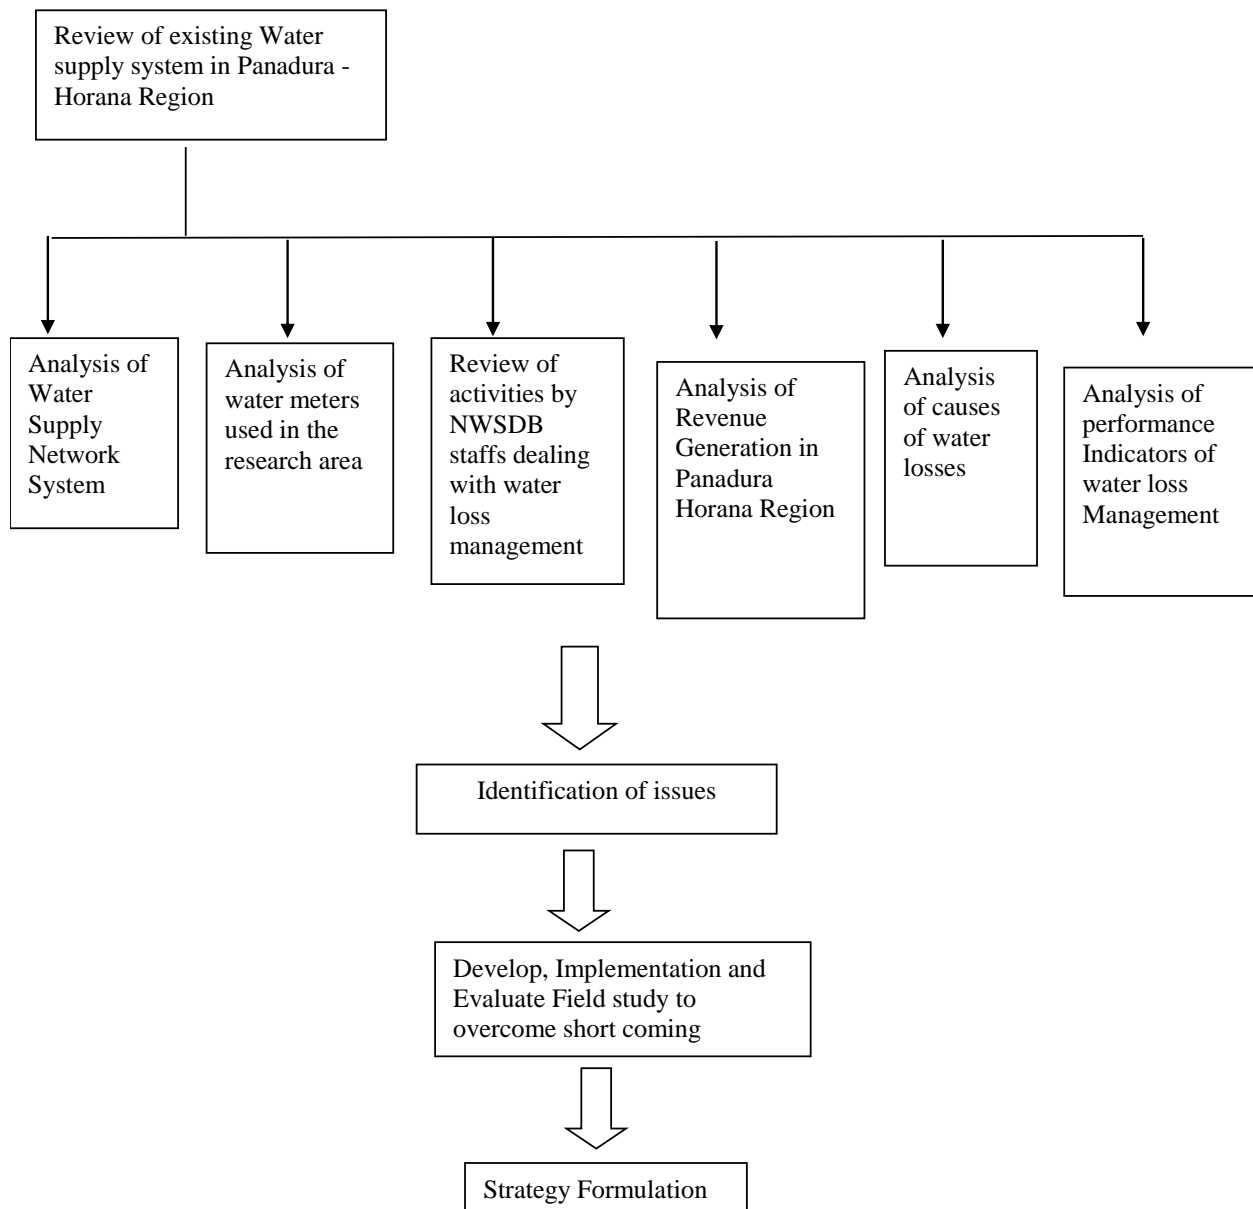 Review of existing Water
supply system in Panadura -
Horana Region
Analysis of
Water
Supply
Network
System
Analysis of
water meters
used in the
research area
Review of
activities by
NWSDB
staffs dealing
with water
loss
management
Analysis of
Revenue
Generation in
Panadura
Horana Region
Analysis
of causes
of water
losses
Analysis of
performance
Indicators of
water loss
Management
Identification of issues
Develop, Implementation and
Evaluate Field study to
overcome short coming
Strategy Formulation